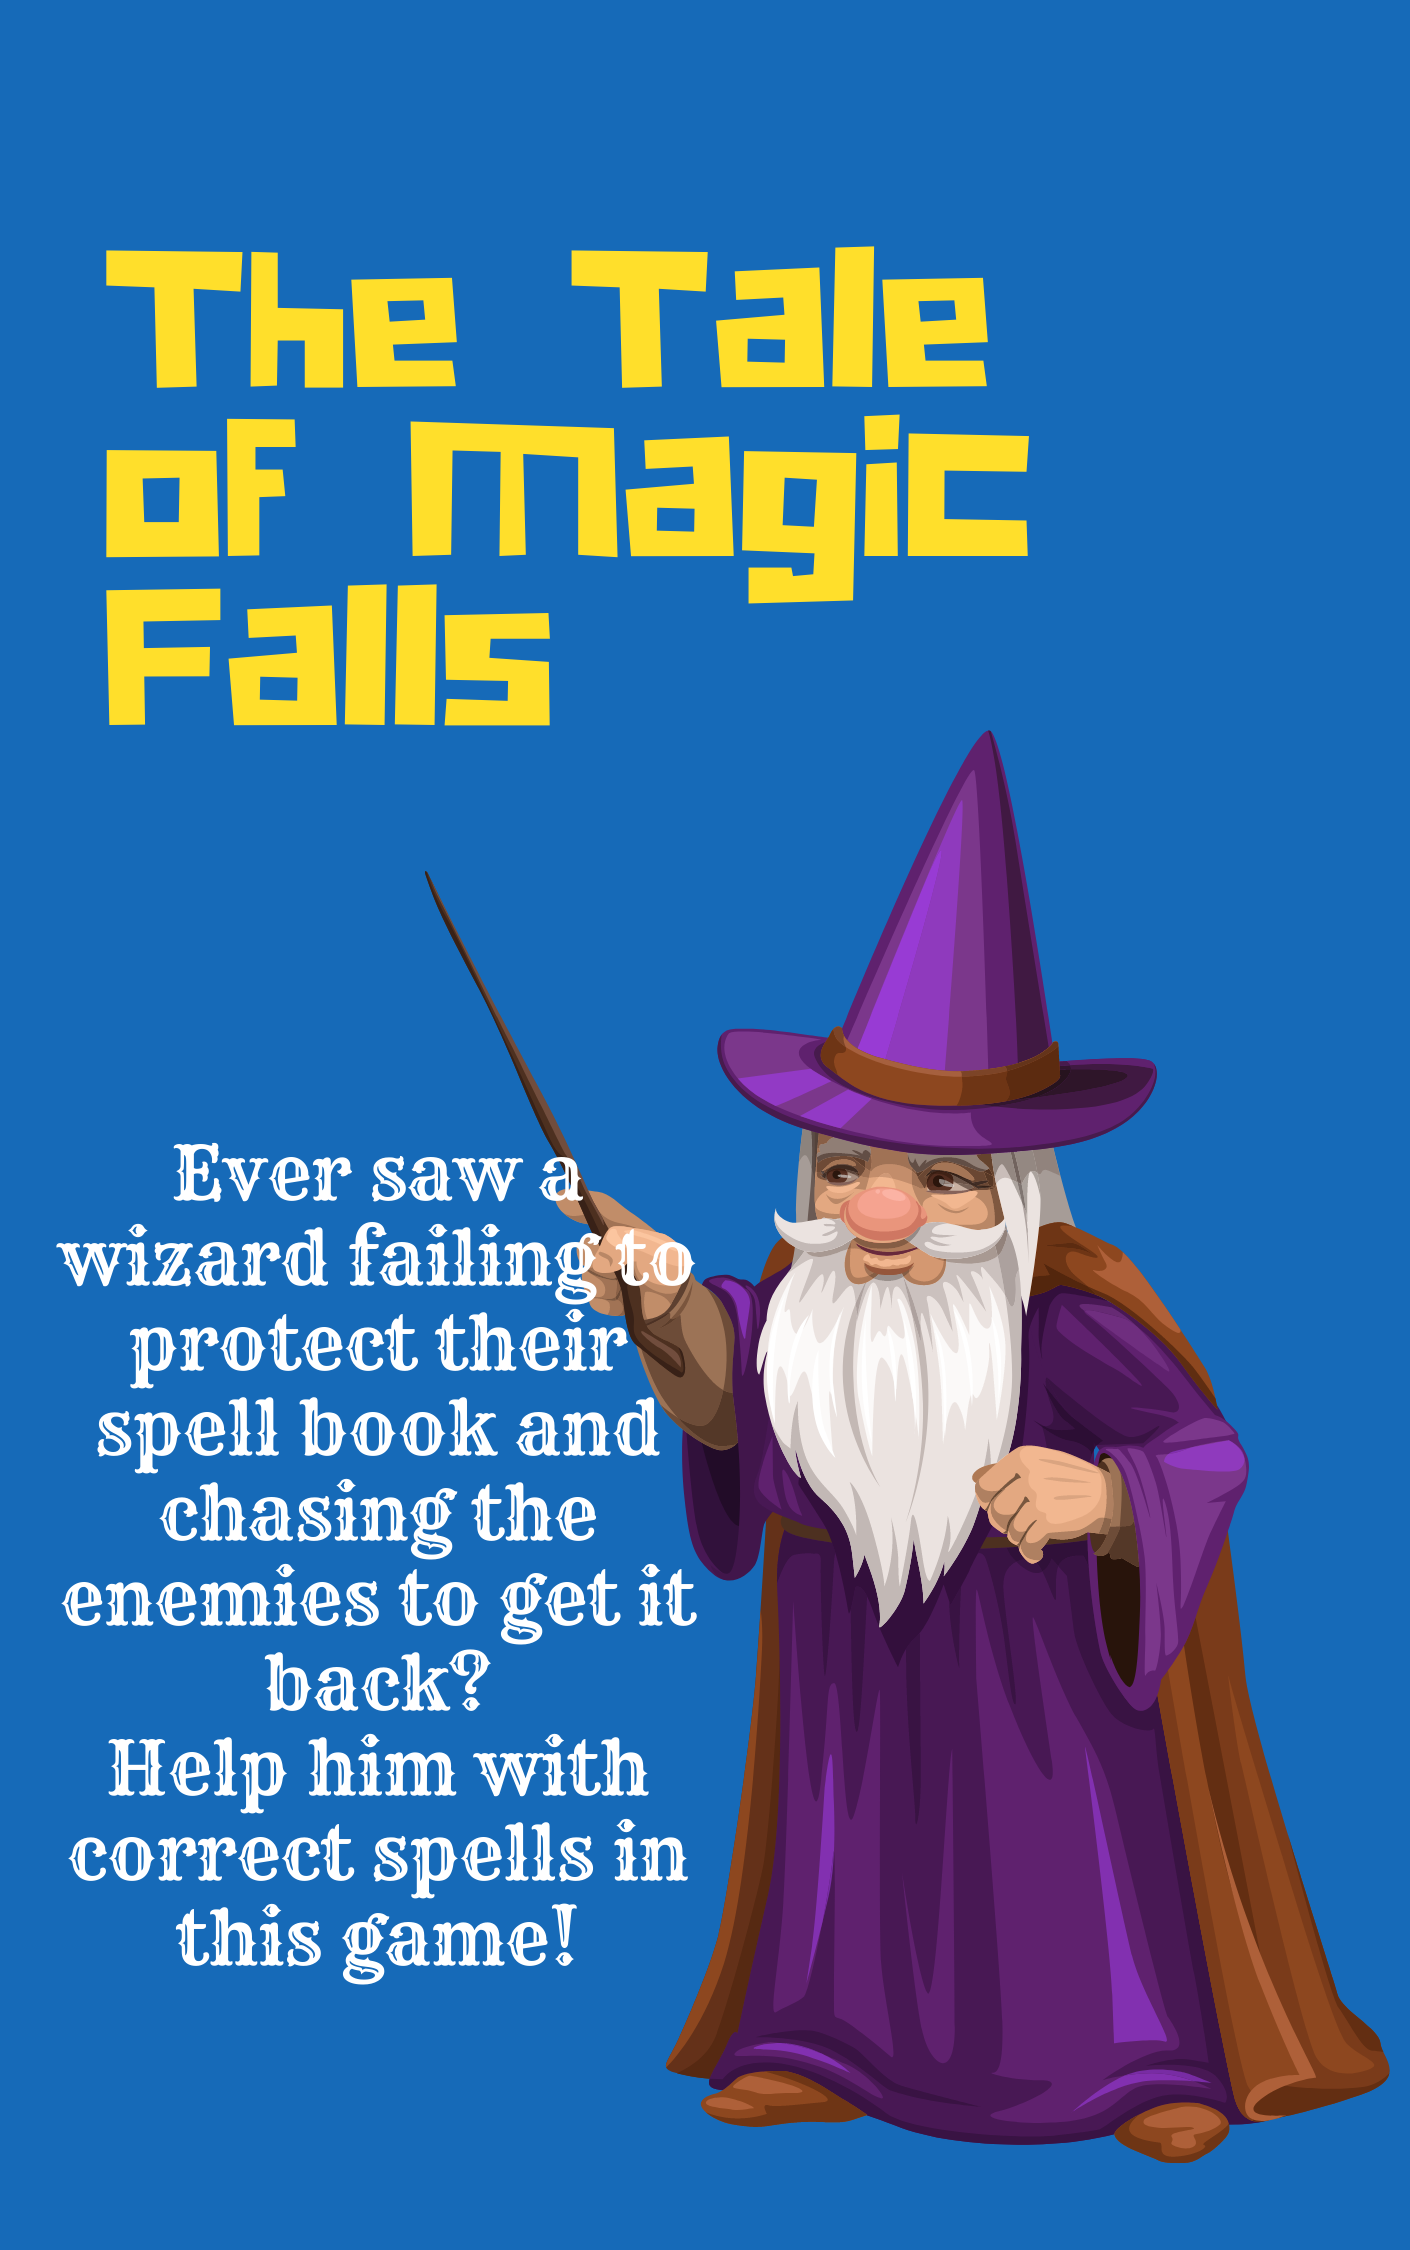 The Tale
of Magic
Falls
Ever saw a
wizard failing to
protect their
spell book and
chasing the
enemies to get it
back?
Help him with
correct spells in
this game!